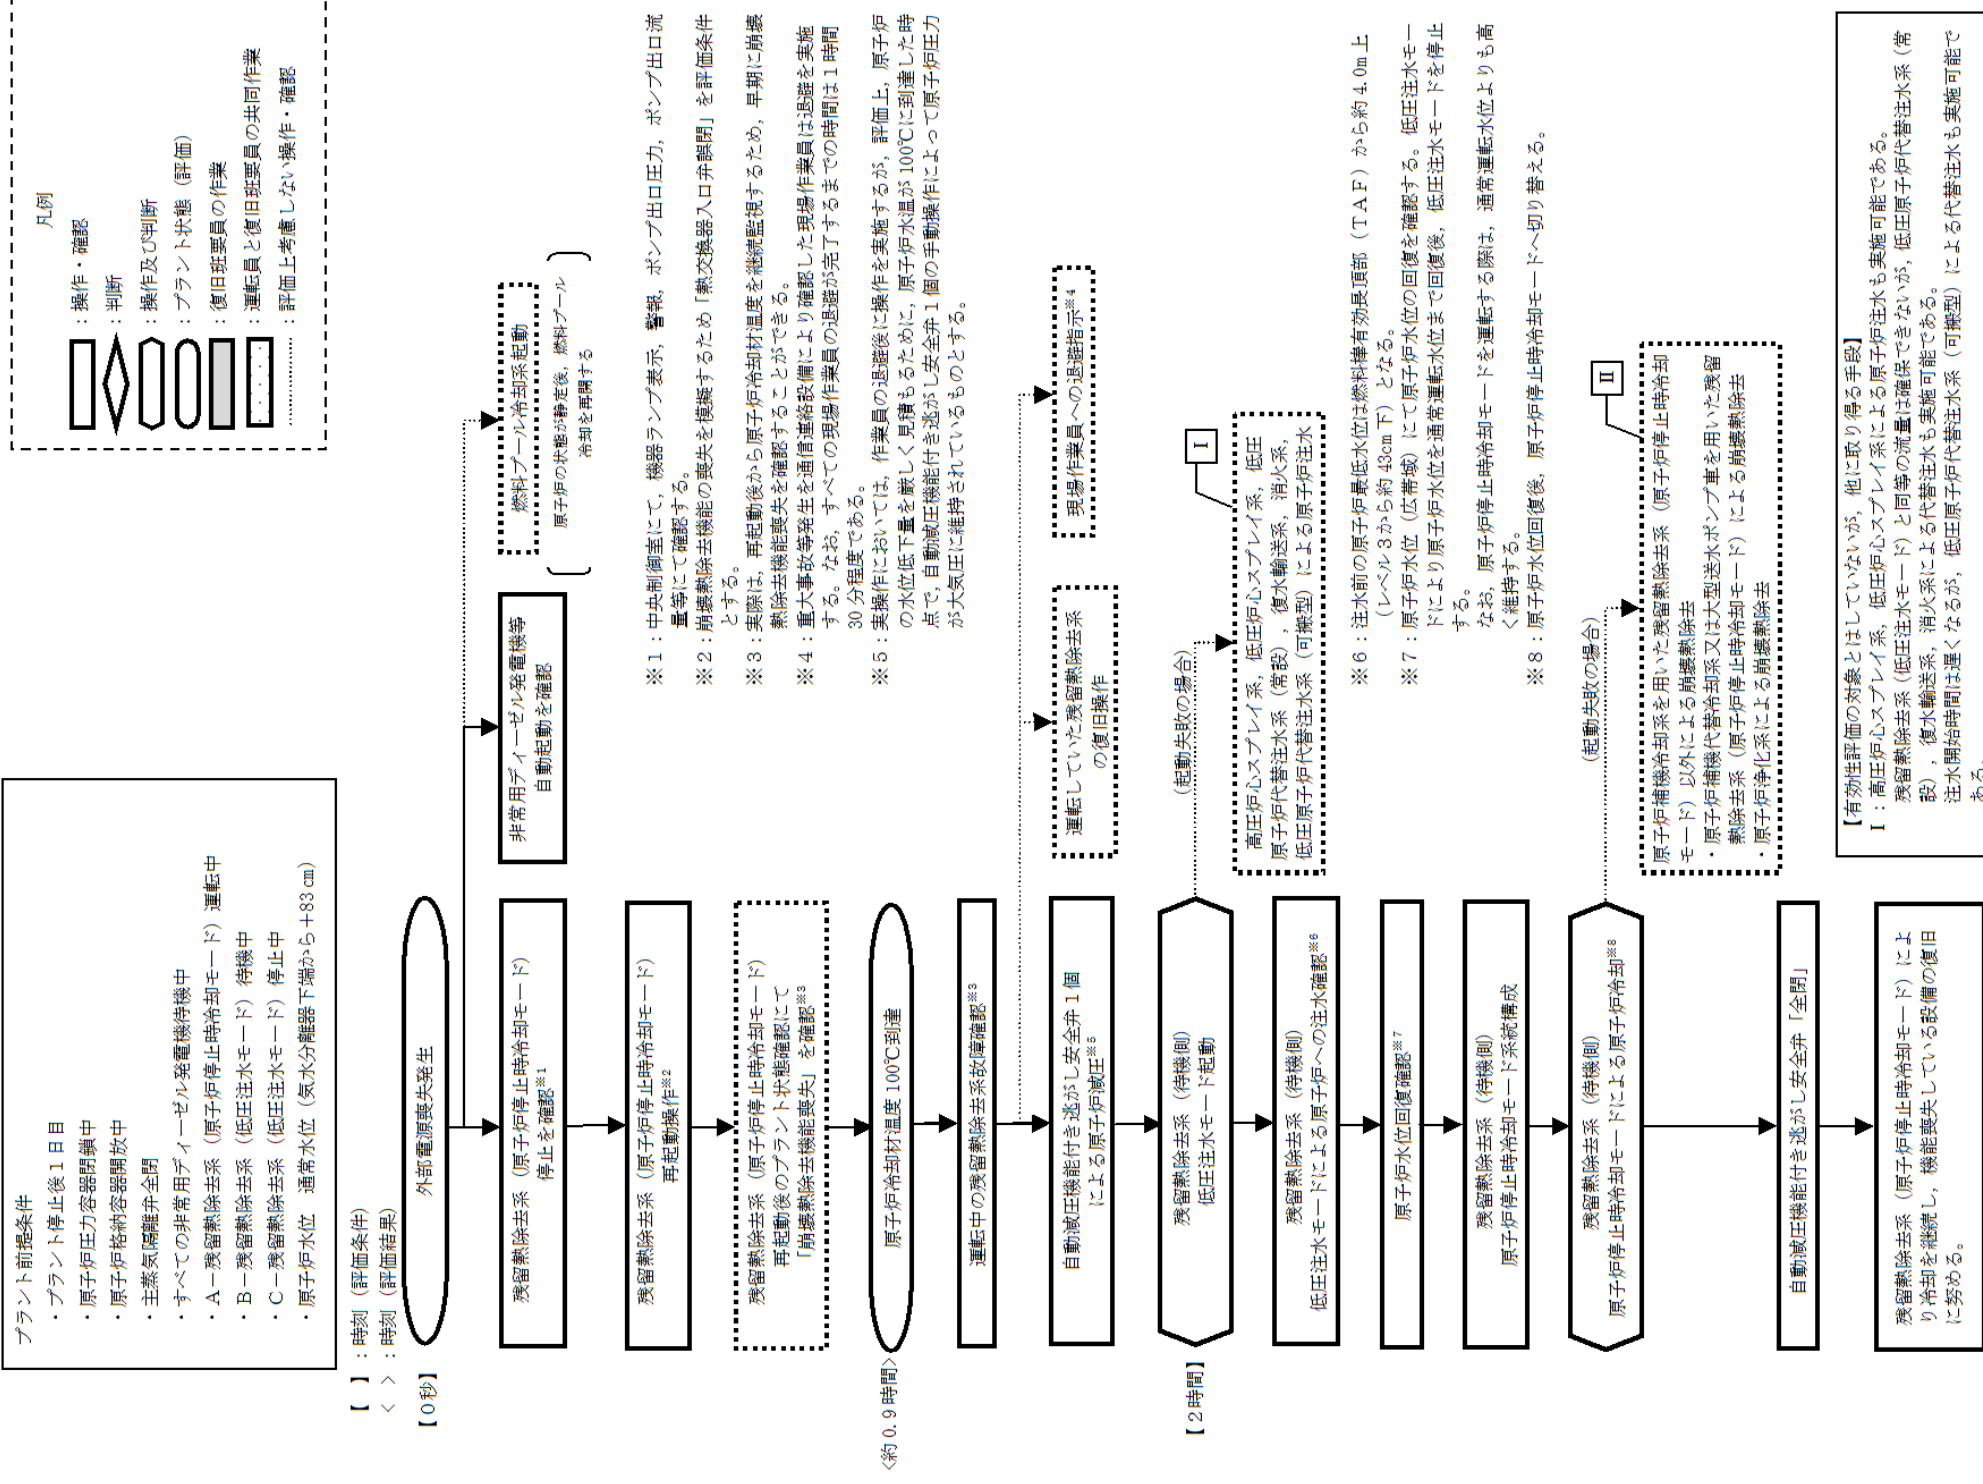 プラント前提条件
・プラント停止後１日目
・原子炉圧力容器閉鎖中
・原子炉格納容器開放中
・主蒸気隔離弁全閉
・すべての非常用ディーゼル発電機待機中
・Ａ－残留熱除去系（原子炉停止時冷却モード）運転中
・Ｂ－残留熱除去系（低圧注水モード）待機中
・Ｃ－残留熱除去系（低圧注水モード）停止中
・原子炉水位　通常水位（気水分離器下端から＋83㎝）
凡例
：操作・確認
：判断
：操作及び判断
：プラント状態（評価）
：復旧班要員の作業
：運転員と復旧班要員の共同作業
：評価上考慮しない操作・確認
【　】：時刻（評価条件）
＜　＞：時刻（評価結果）
【０秒】
外部電源喪失発生
非常用ディーゼル発電機等
自動起動を確認
燃料プール冷却系起動
原子炉の状態が静定後，燃料プール
冷却を再開する
残留熱除去系（原子炉停止時冷却モード）
停止を確認※1
残留熱除去系（原子炉停止時冷却モード）
再起動操作※2
残留熱除去系（原子炉停止時冷却モード）
再起動後のプラント状態確認にて
「崩壊熱除去機能喪失」を確認※3
＜約0.9時間＞
原子炉冷却材温度100℃到達
運転中の残留熱除去系故障確認※3
運転していた残留熱除去系
の復旧操作
現場作業員への退避指示※4
自動減圧機能付き逃がし安全弁１個
による原子炉減圧※5
【２時間】
残留熱除去系（待機側）
低圧注水モード起動
（起動失敗の場合）
Ⅰ
高圧炉心スプレイ系，低圧炉心スプレイ系，低圧
原子炉代替注水系（常設），復水輸送系，消火系，
低圧原子炉代替注水系（可搬型）による原子炉注水
残留熱除去系（待機側）
低圧注水モードによる原子炉への注水確認※6
原子炉水位回復確認※7
残留熱除去系（待機側）
原子炉停止時冷却モード系統構成
残留熱除去系（待機側）
原子炉停止時冷却モードによる原子炉冷却※8
（起動失敗の場合）
Ⅱ
原子炉補機冷却系を用いた残留熱除去系（原子炉停止時冷却
モード）以外による崩壊熱除去
・原子炉補機代替冷却系又は大型送水ポンプ車を用いた残留
熱除去系（原子炉停止時冷却モード）による崩壊熱除去
・原子炉浄化系による崩壊熱除去
自動減圧機能付き逃がし安全弁「全閉」
残留熱除去系（原子炉停止時冷却モード）によ
り冷却を継続し，機能喪失している設備の復旧
に努める。
※１：中央制御室にて，機器ランプ表示，警報，ポンプ出口圧力，ポンプ出口流
量等にて確認する。
※２：崩壊熱除去機能の喪失を模擬するため「熱交換器入口弁誤閉」を評価条件
とする。
※３：実際は，再起動後から原子炉冷却材温度を継続監視するため，早期に崩壊
熱除去機能喪失を確認することができる。
※４：重大事故等発生を通信連絡設備により確認した現場作業員は退避を実施
する。なお，すべての現場作業員の退避が完了するまでの時間は１時間
30分程度である。
※５：実操作においては，作業員の退避後に操作を実施するが，評価上，原子炉
の水位低下量を厳しく見積もるために，原子炉水温が100℃に到達した時
点で，自動減圧機能付き逃がし安全弁１個の手動操作によって原子炉圧力
が大気圧に維持されているものとする。
※６：注水前の原子炉最低水位は燃料棒有効長頂部（ＴＡＦ）から約4.0m上
（レベル３から約43cm下）となる。
※７：原子炉水位（広帯域）にて原子炉水位の回復を確認する。低圧注水モー
ドにより原子炉水位を通常運転水位まで回復後，低圧注水モードを停止
する。
なお，原子炉停止時冷却モードを運転する際は，通常運転水位よりも高
く維持する。
※８：原子炉水位回復後，原子炉停止時冷却モードへ切り替える。
【有効性評価の対象とはしていないが，他に取り得る手段】
Ⅰ：高圧炉心スプレイ系，低圧炉心スプレイ系による原子炉注水も実施可能である。
残留熱除去系（低圧注水モード）と同等の流量は確保できないが，低圧原子炉代替注水系（常
設），復水輸送系，消火系による代替注水も実施可能である。
注水開始時間は遅くなるが，低圧原子炉代替注水系（可搬型）による代替注水も実施可能で
ある。